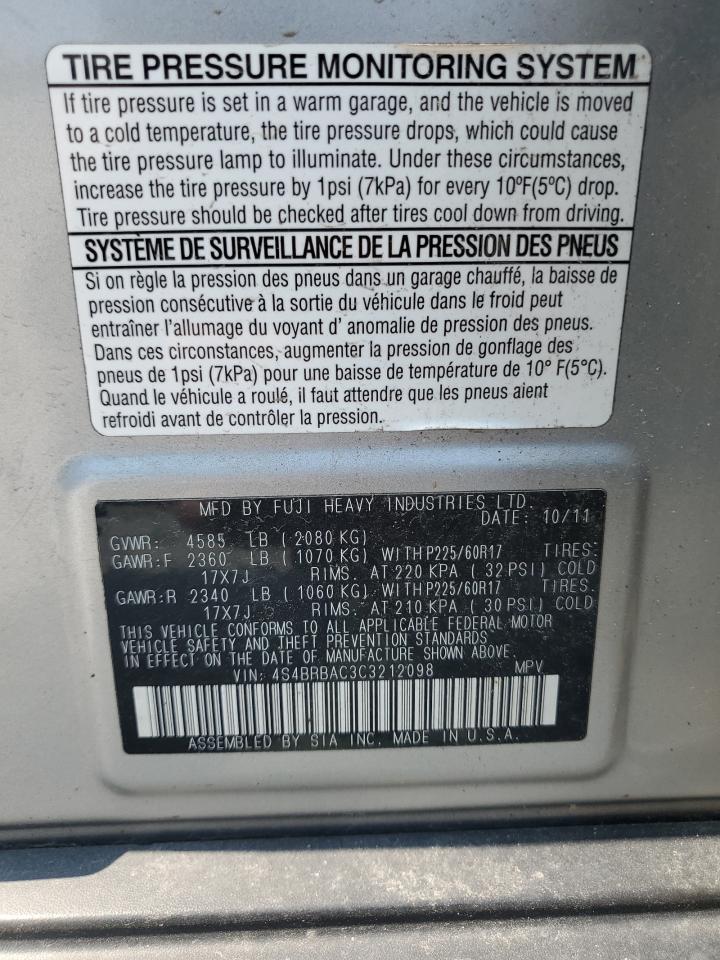 TIRE PRESSURE MONITORING SYSTEM
If tire pressure is set in a warm garage, and the vehicle is moved
to a cold temperature, the tire pressure drops, which could cause
the tire pressure lamp to illuminate. Under these circumstances,
increase the tire pressure by 1psi (7kPa) for every 10ºF(5ºC) drop.
Tire pressure should be checked after tires cool down from driving.
SYSTÈME DE SURVEILLANCE DE LA PRESSION DES PNEUS
Si on règle la pression des pneus dans un garage chauffé, la baisse de
pression consécutive à la sortie du véhicule dans le froid peut
entraîner l'allumage du voyant d' anomalie de pression des pneus.
Dans ces circonstances, augmenter la pression de gonflage des
pneus de 1psi (7kPa) pour une baisse de température de 10° F(5°C).
Quand le véhicule a roulé, il faut attendre que les pneus aient
refroidi avant de contrôler la pression.
MFD BY FUJI HEAVY INDUSTRIES LTD.
DATE: 10/11
GVWR: 4585 LB ( 2080 KG)
GAWR:F 2360 LB ( 1070 KG) WITH P225/60R17 TIRES.
17X7J RIMS. AT 220 KPA ( 32 PSI) COLD
GAWR:R 2340 LB ( 1060 KG) WITH P225/60R17 TIRES.
17X7J RIMS. AT 210 KPA ( 30 PSI) COLD
THIS VEHICLE CONFORMS TO ALL APPLICABLE FEDERAL MOTOR
VEHICLE SAFETY AND THEFT PREVENTION STANDARDS
IN EFFECT ON THE DATE OF MANUFACTURE SHOWN ABOVE.
VIN: 4S4BRBAC3C3212098 MPV
ASSEMBLED BY SIA INC. MADE IN U.S.A.